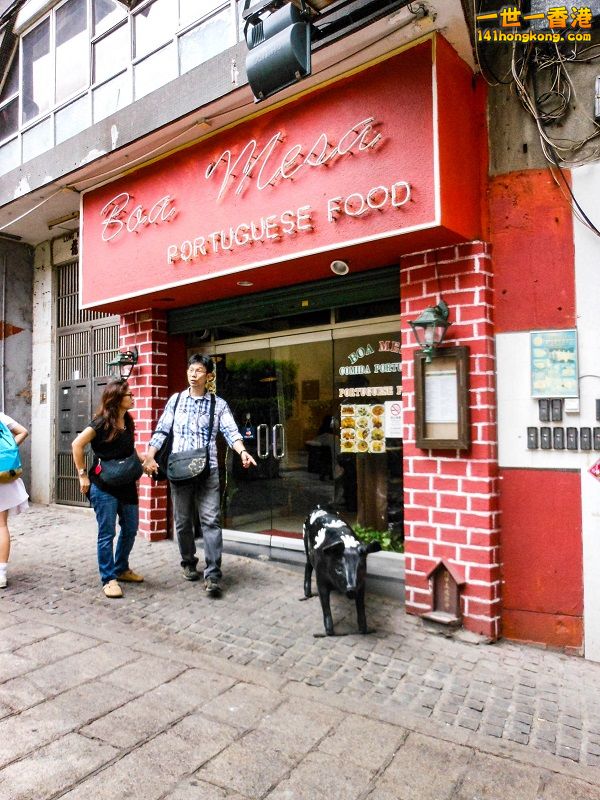 一世一香港
141hongkong.com
Boa Mesa
PORTUGUESE FOOD
BOA ME
COMIDA PORTU
PORTUGUESE F